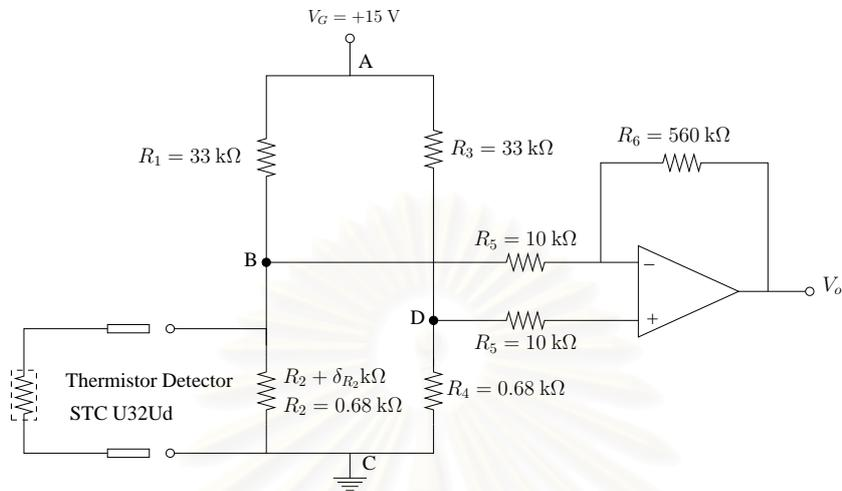 V_G = +15 V
A
R_1 = 33 kΩ
R_3 = 33 kΩ
R_6 = 560 kΩ
R_5 = 10 kΩ
B
−
V_o
D
+
R_5 = 10 kΩ
Thermistor Detector
STC U32Ud
R_2 + δ_{R_2}kΩ
R_2 = 0.68 kΩ
R_4 = 0.68 kΩ
C